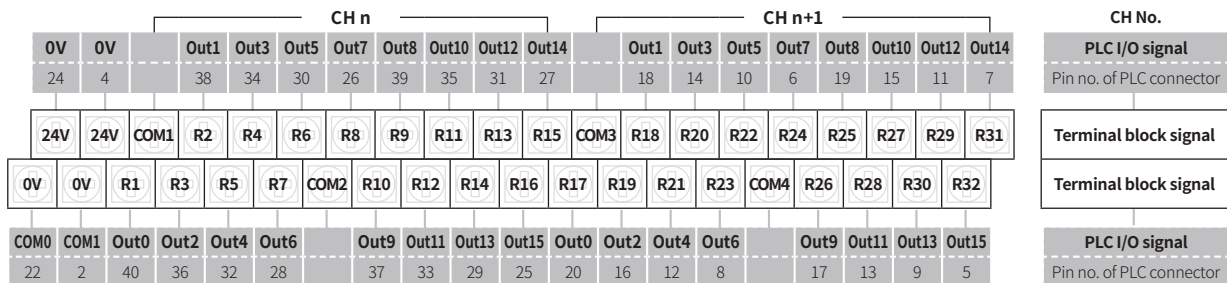 CH n CH n+1 CH No.
0V 0V Out1 Out3 Out5 Out7 Out8 Out10 Out12 Out14 Out1 Out3 Out5 Out7 Out8 Out10 Out12 Out14 PLC I/O signal
24 4 38 34 30 26 39 35 31 27 18 14 10 6 19 15 11 7 Pin no. of PLC connector
24V 24V COM1 R2 R4 R6 R8 R9 R11 R13 R15 COM3 R18 R20 R22 R24 R25 R27 R29 R31 Terminal block signal
0V 0V R1 R3 R5 R7 COM2 R10 R12 R14 R16 R17 R19 R21 R23 COM4 R26 R28 R30 R32 Terminal block signal
COM0 COM1 Out0 Out2 Out4 Out6 Out9 Out11 Out13 Out15 Out0 Out2 Out4 Out6 Out9 Out11 Out13 Out15 PLC I/O signal
22 2 40 36 32 28 37 33 29 25 20 16 12 8 17 13 9 5 Pin no. of PLC connector